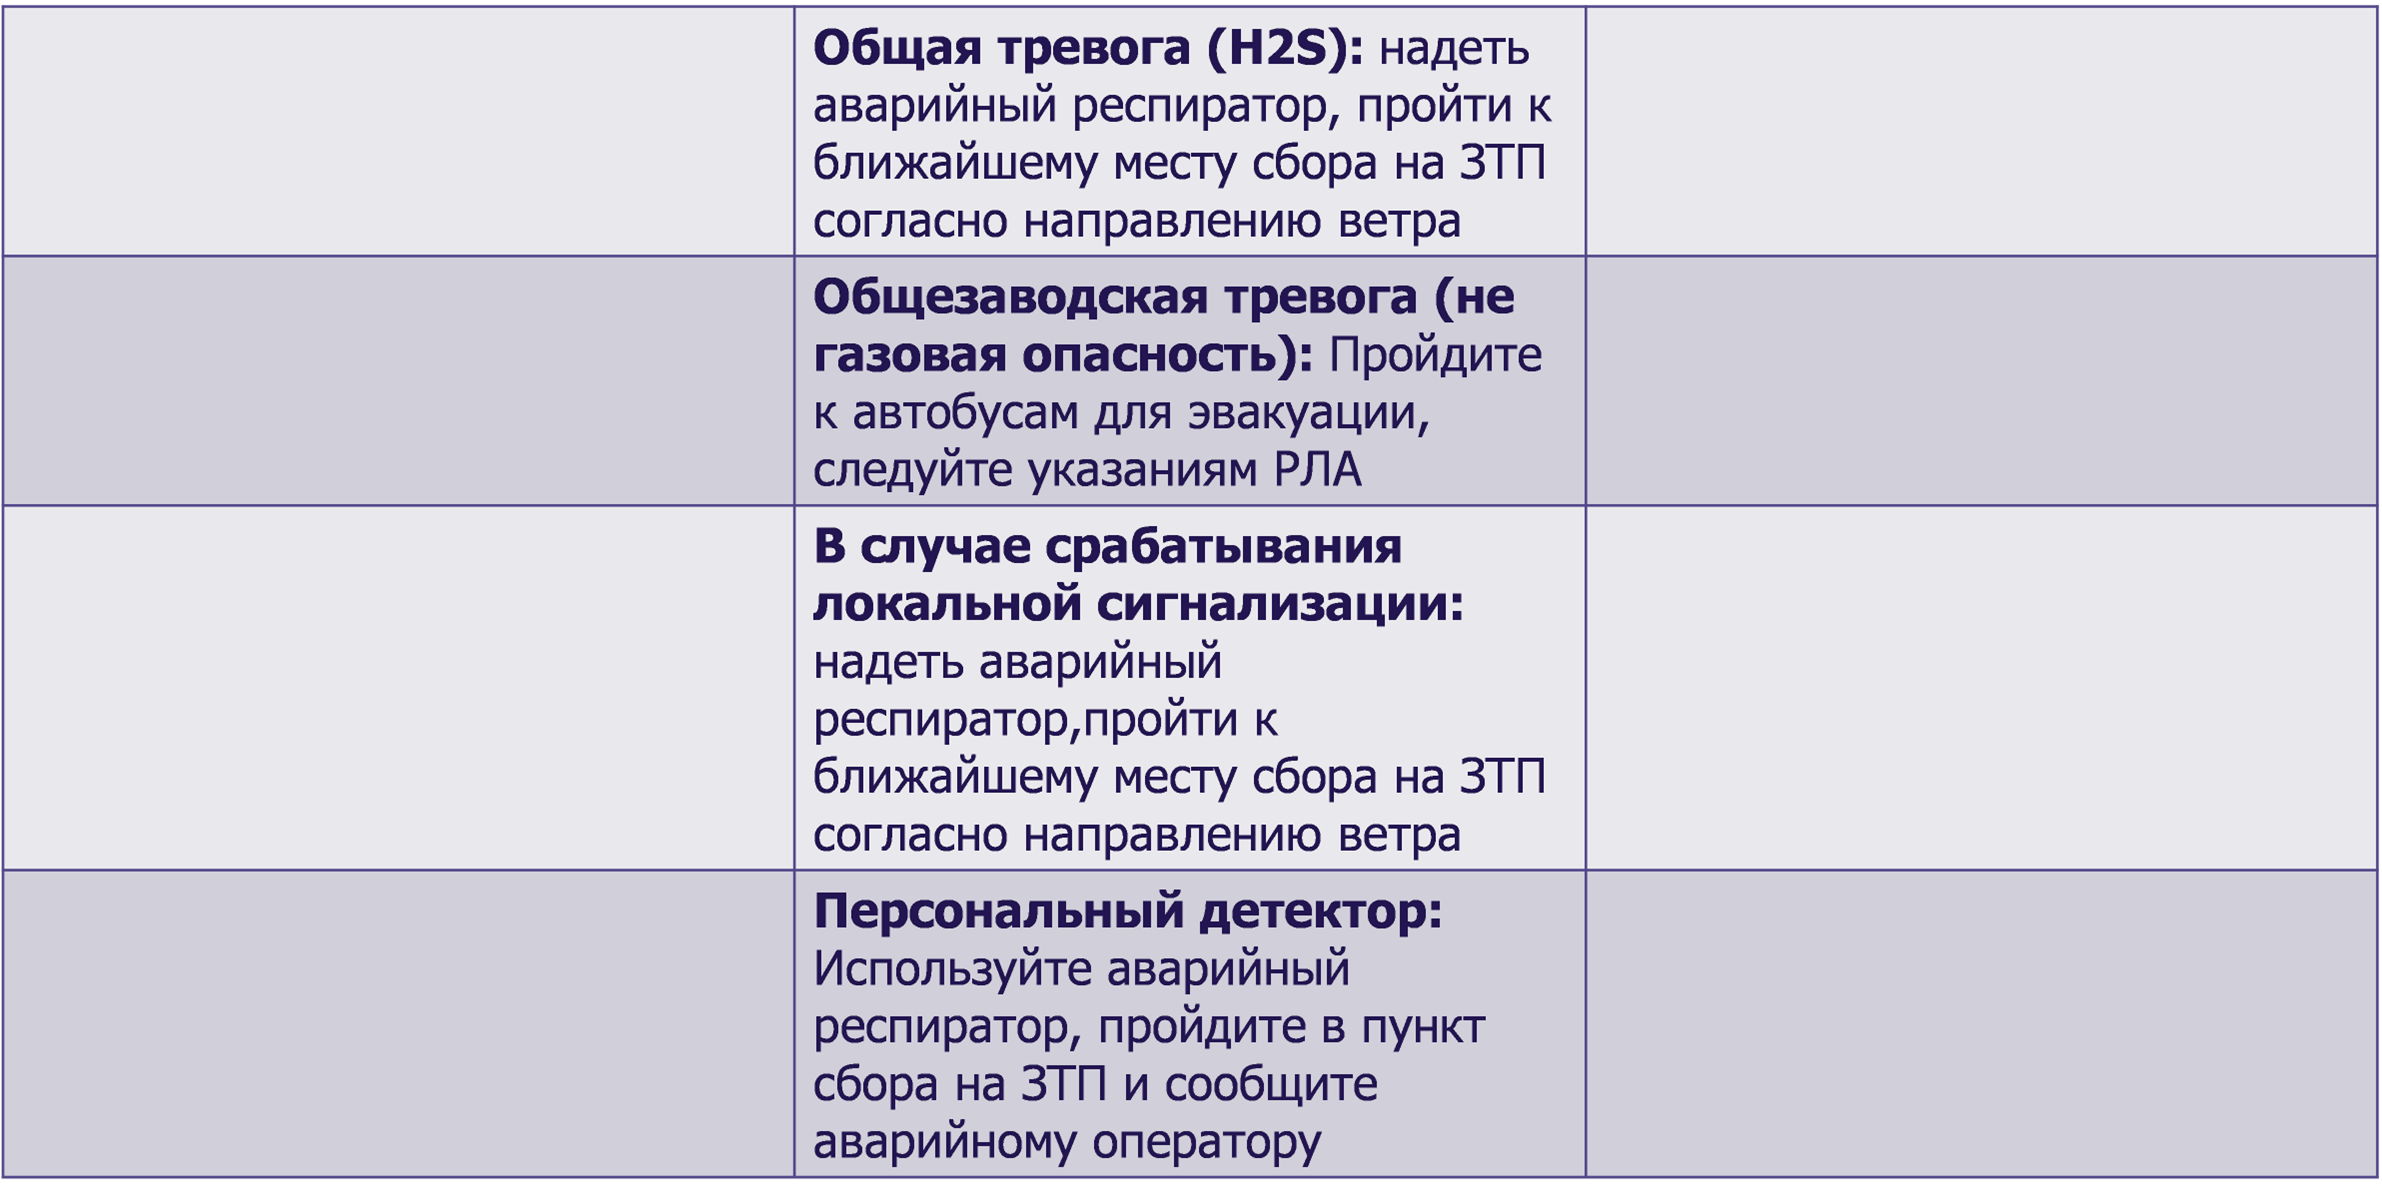 Общая тревога (H2S): надеть
аварийный респиратор, пройти к
ближайшему месту сбора на ЗТП
согласно направлению ветра
Общезаводская тревога (не
газовая опасность): Пройдите
к автобусам для эвакуации,
следуйте указаниям РЛА
В случае срабатывания
локальной сигнализации:
надеть аварийный
респиратор,пройти к
ближайшему месту сбора на ЗТП
согласно направлению ветра
Персональный детектор:
Используйте аварийный
респиратор, пройдите в пункт
сбора на ЗТП и сообщите
аварийному оператору